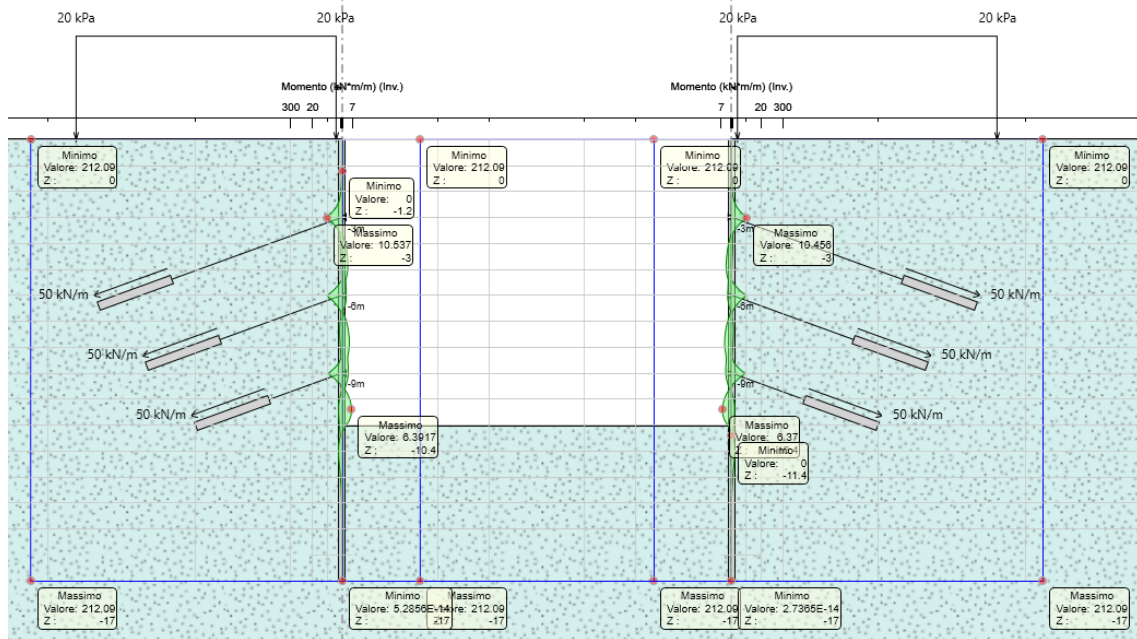 20 kPa
20 kPa
20 kPa
20 kPa
Momento (kN*m/m) (Inv.)
Momento (kN*m/m) (Inv.)
300 20 7
7 20 300
Minimo
Valore: 212.09
Z : 0
Minimo
Valore: 0
Z : -1.2
Minimo
Valore: 212.09
Z : 0
Minimo
Valore: 212.09
Z : 0
Minimo
Valore: 212.09
Z : 0
-3m
Massimo
Valore: 10.537
Z : -3
-3m
Massimo
Valore: 10.456
Z : -3
50 kN/m
-6m
-6m
50 kN/m
50 kN/m
50 kN/m
-9m
-9m
50 kN/m
50 kN/m
Massimo
Valore: 6.3917
Z : -10.4
Massimo
Valore: 6.37
Minimo
Valore: 0
Z : -11.4
Massimo
Valore: 212.09
Z : -17
Minimo
Valore: 5.2856E-14
-17
Massimo
Valore: 212.09
Z : -17
Massimo
Valore: 212.09
Z : -17
Minimo
Valore: 2.7365E-14
Z : -17
Massimo
Valore: 212.09
Z : -17